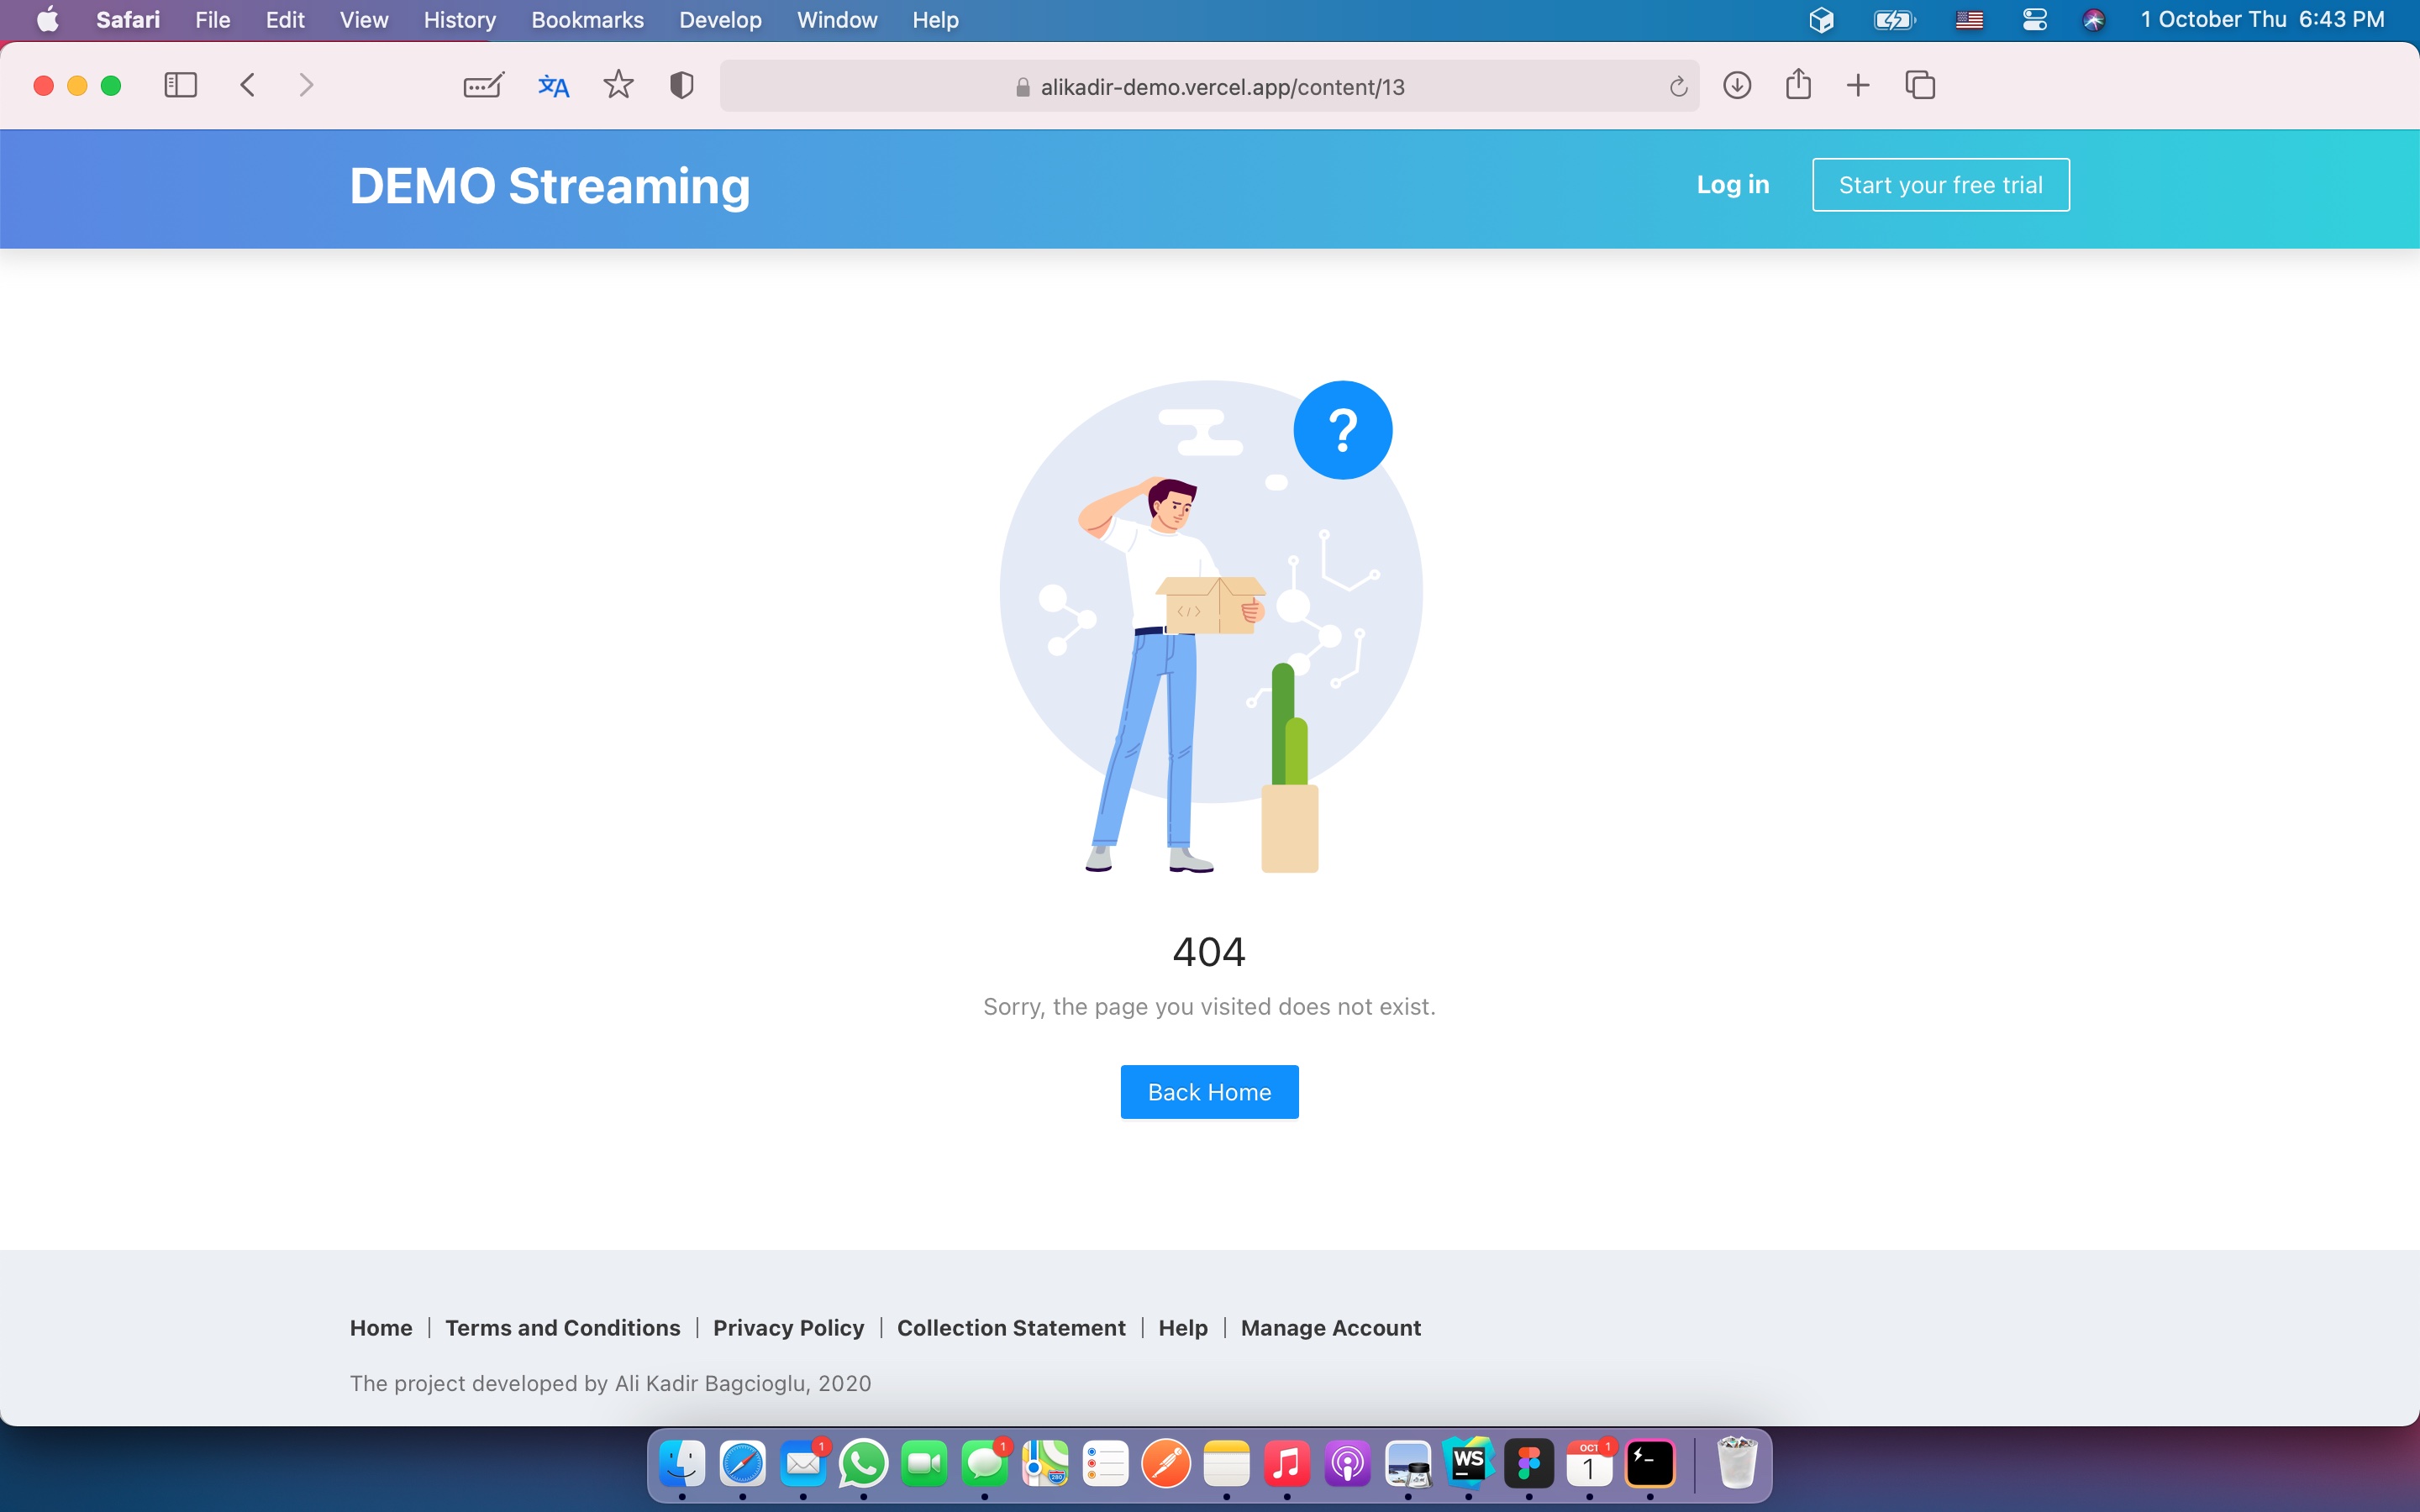 Safari File Edit View History Bookmarks Develop Window Help 1 October Thu 6:43 PM
alikadir-demo.vercel.app/content/13
DEMO Streaming Log in Start your free trial
?
</>
404
Sorry, the page you visited does not exist.
Back Home
Home | Terms and Conditions | Privacy Policy | Collection Statement | Help | Manage Account
The project developed by Ali Kadir Bagcioglu, 2020
1 1 280 WS OCT 1 1